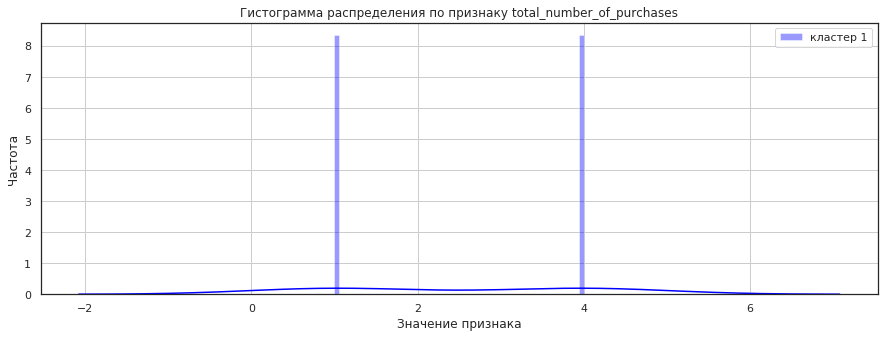 Гистограмма распределения по признаку total_number_of_purchases
кластер 1
Частота
8
7
6
5
4
3
2
1
0
−2 0 2 4 6
Значение признака